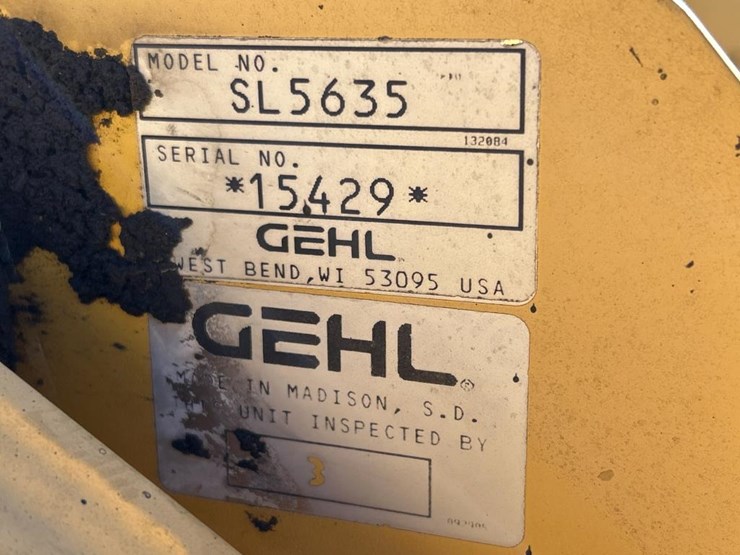 MODEL NO.
SL5635
132084
SERIAL NO.
*15429*
GEHL
WEST BEND, WI 53095 USA
GEHL®
MADE IN MADISON, S.D.
UNIT INSPECTED BY
3